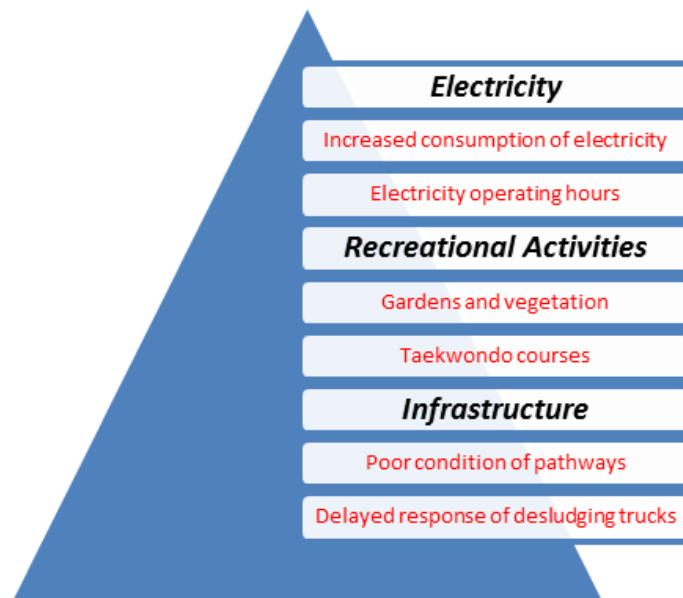 Electricity
Increased consumption of electricity
Electricity operating hours
Recreational Activities
Gardens and vegetation
Taekwondo courses
Infrastructure
Poor condition of pathways
Delayed response of desludging trucks